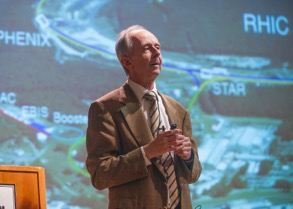 RHIC
PHENIX
STAR
AC
EBIS
Booster